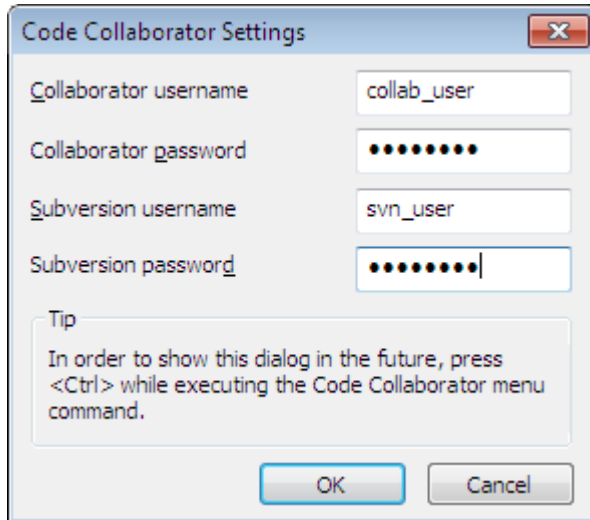 Code Collaborator Settings
Collaborator username collab_user
Collaborator password ●●●●●●●●
Subversion username svn_user
Subversion password ●●●●●●●●
Tip
In order to show this dialog in the future, press
<Ctrl> while executing the Code Collaborator menu
command.
OK Cancel